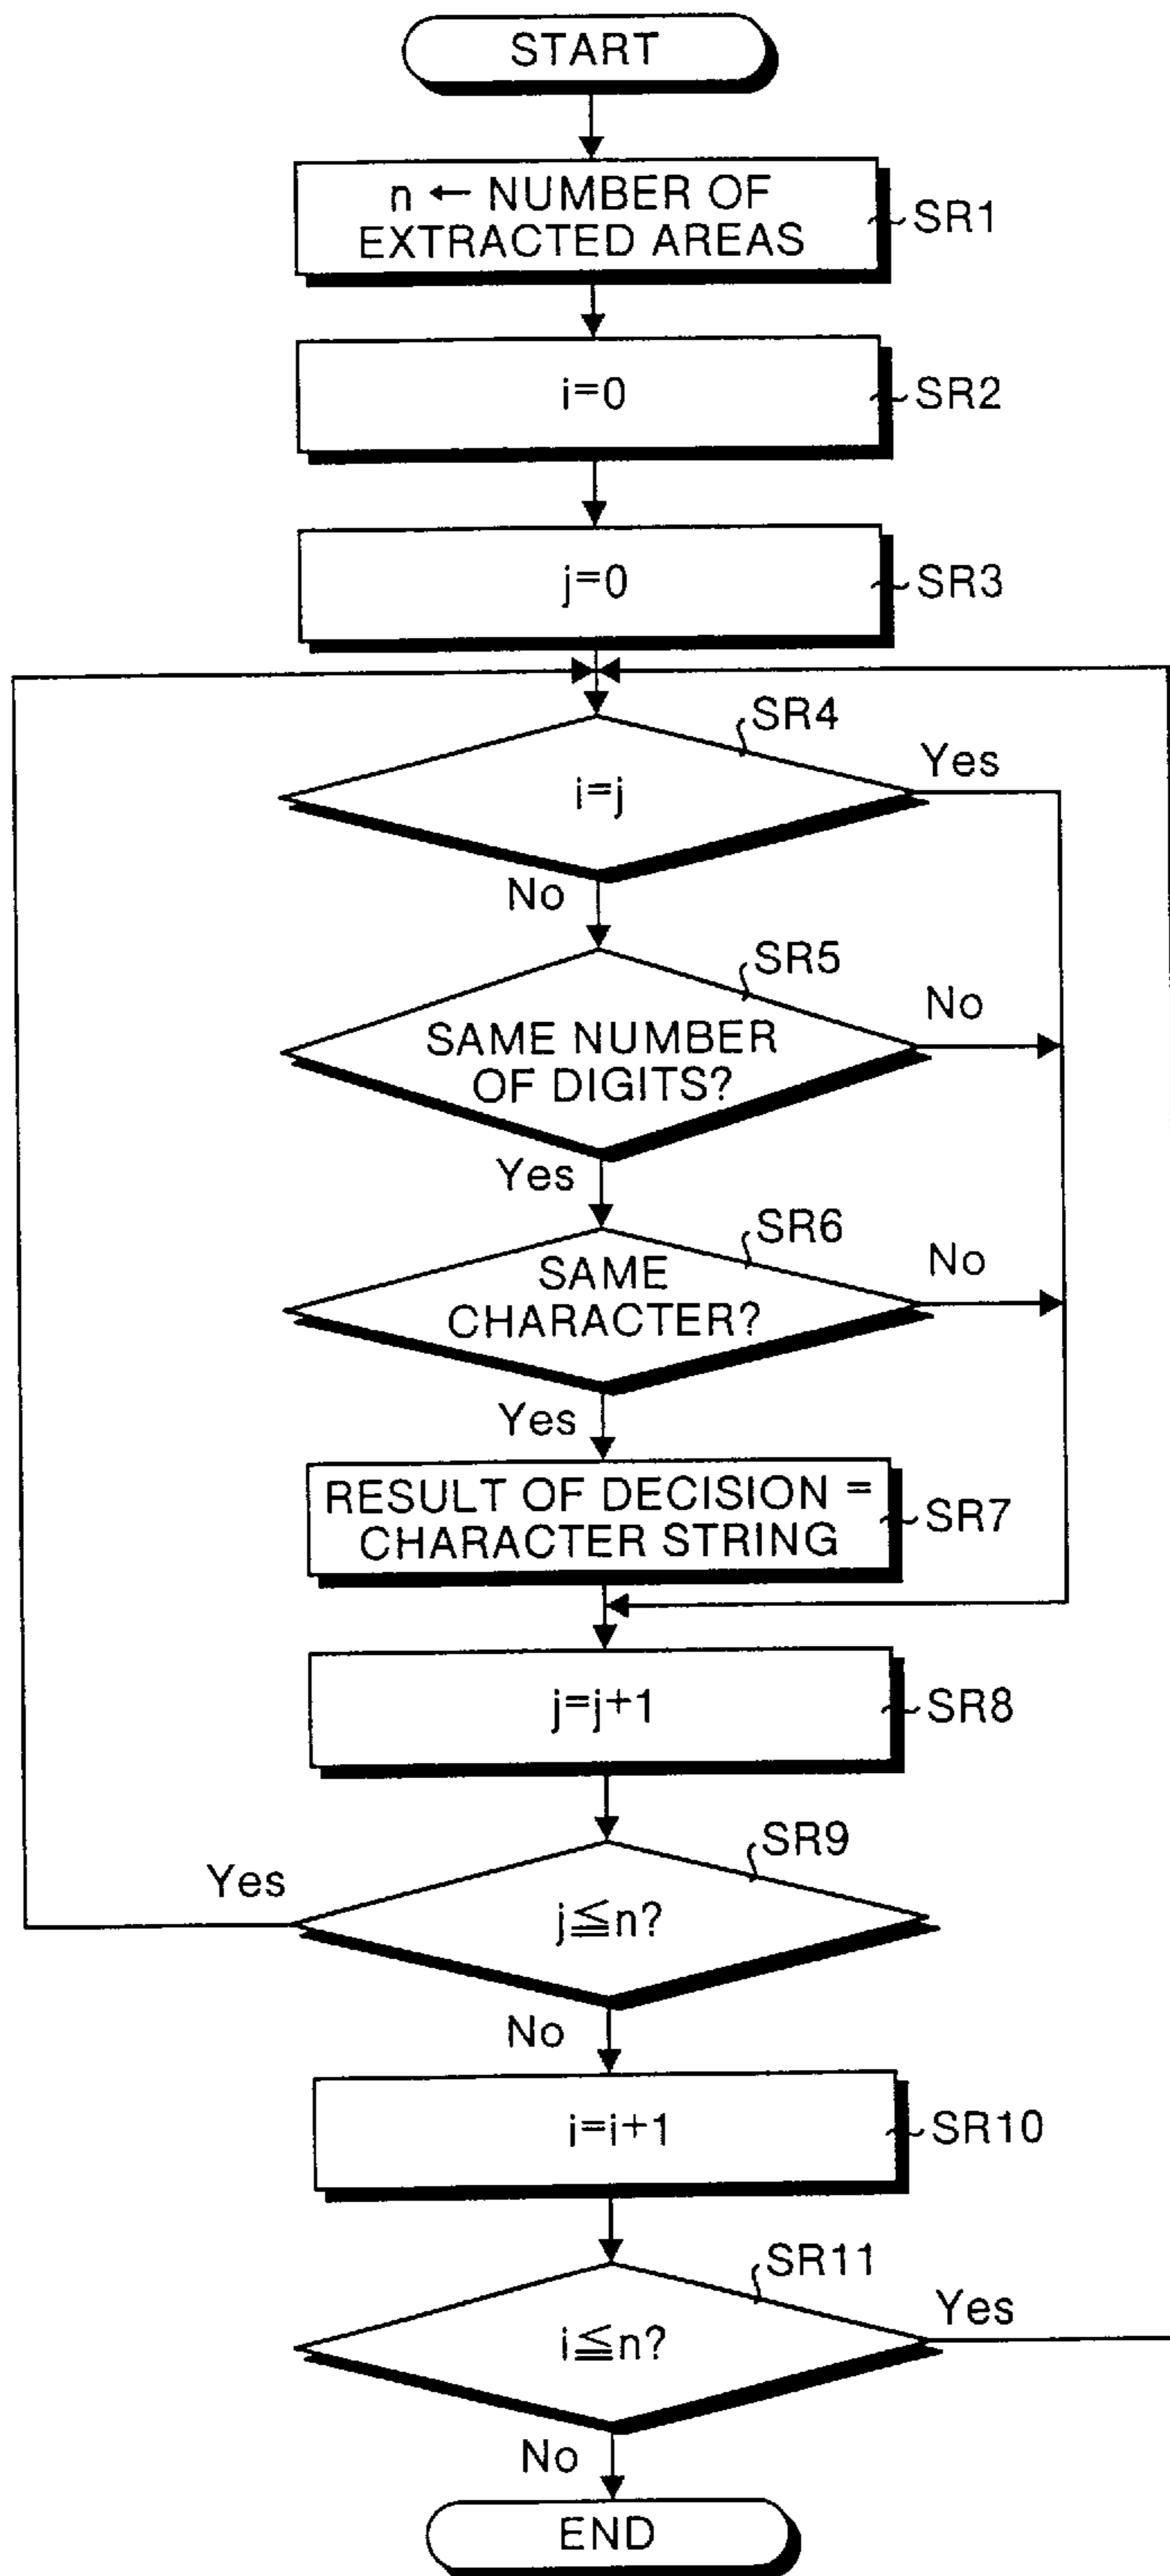 START
n ← NUMBER OF
EXTRACTED AREAS
SR1
i=0
SR2
j=0
SR3
SR4
i=j
Yes
No
SR5
SAME NUMBER
OF DIGITS?
No
Yes
SR6
SAME
CHARACTER?
No
Yes
RESULT OF DECISION =
CHARACTER STRING
SR7
j=j+1
SR8
SR9
Yes
j≦n?
No
i=i+1
SR10
SR11
i≦n?
Yes
No
END